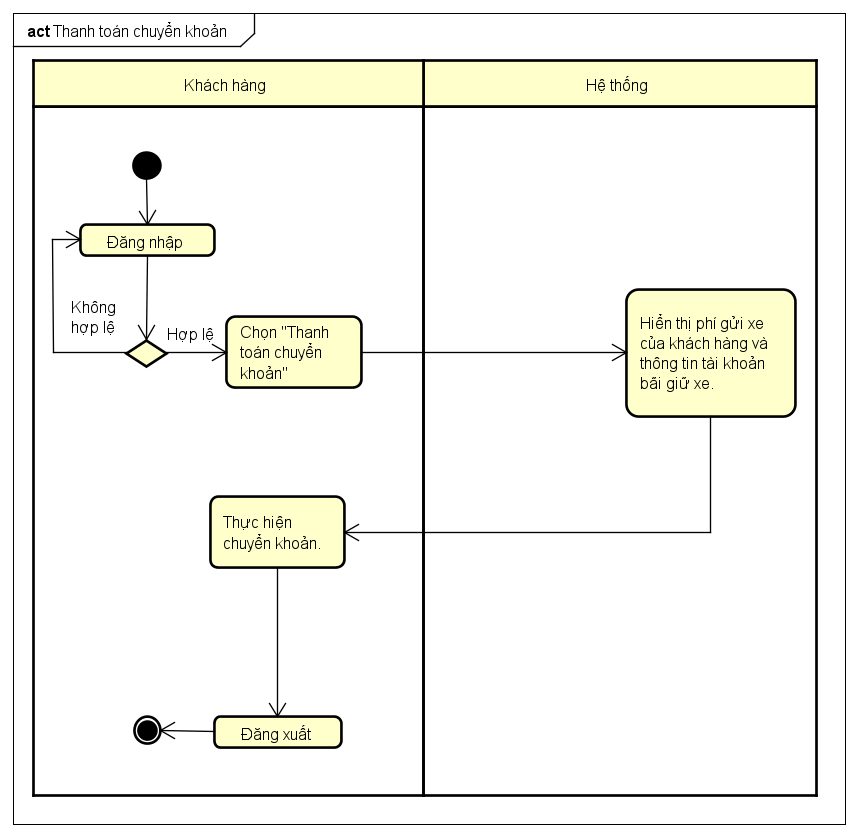 act Thanh toán chuyển khoản
Khách hàng
Hệ thống
Đăng nhập
Không
hợp lệ
Hợp lệ
Chọn "Thanh
toán chuyển
khoản"
Hiển thị phí gửi xe
của khách hàng và
thông tin tài khoản
bãi giữ xe.
Thực hiện
chuyển khoản.
Đăng xuất